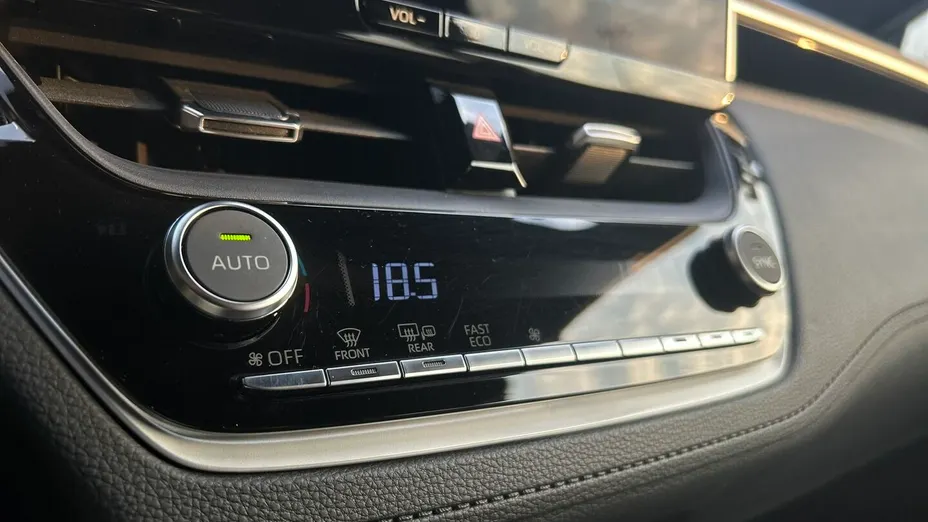 VOL-
AUTO
18.5
SYNC
OFF
FRONT
REAR
FAST
ECO